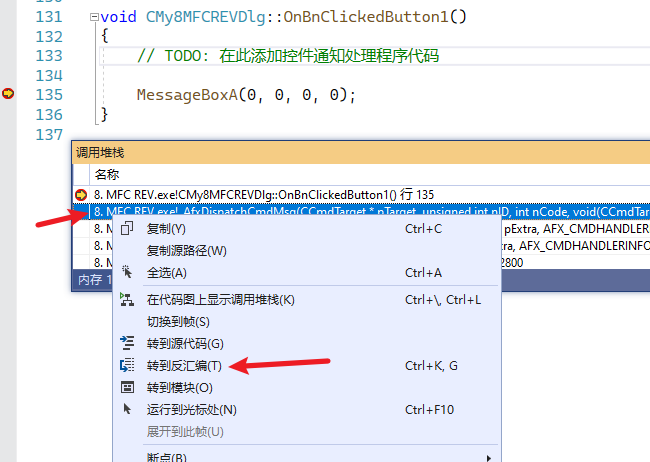 131 void CMy8MFCREVDlg::OnBnClickedButton1()
132 {
133 // TODO: 在此添加控件通知处理程序代码
134
135 MessageBoxA(0, 0, 0, 0);
136 }
137
调用堆栈
名称
8. MFC REV.exe!CMy8MFCREVDlg::OnBnClickedButton1() 行 135
8. MFC REV.exe!_AfxDispatchCmdMsg(CCmdTarget * pTarget, unsigned int nID, int nCode, void(CCmdTar
8. M pExtra, AFX_CMDHANDLERI
8. M ra, AFX_CMDHANDLERINFO
8. M 2800
内存 1
复制(Y) Ctrl+C
复制源路径(W)
全选(A) Ctrl+A
在代码图上显示调用堆栈(K) Ctrl+\, Ctrl+L
切换到帧(S)
转到源代码(G)
转到反汇编(T) Ctrl+K, G
转到模块(O)
运行到光标处(N) Ctrl+F10
展开到此帧(U)
断点(B)